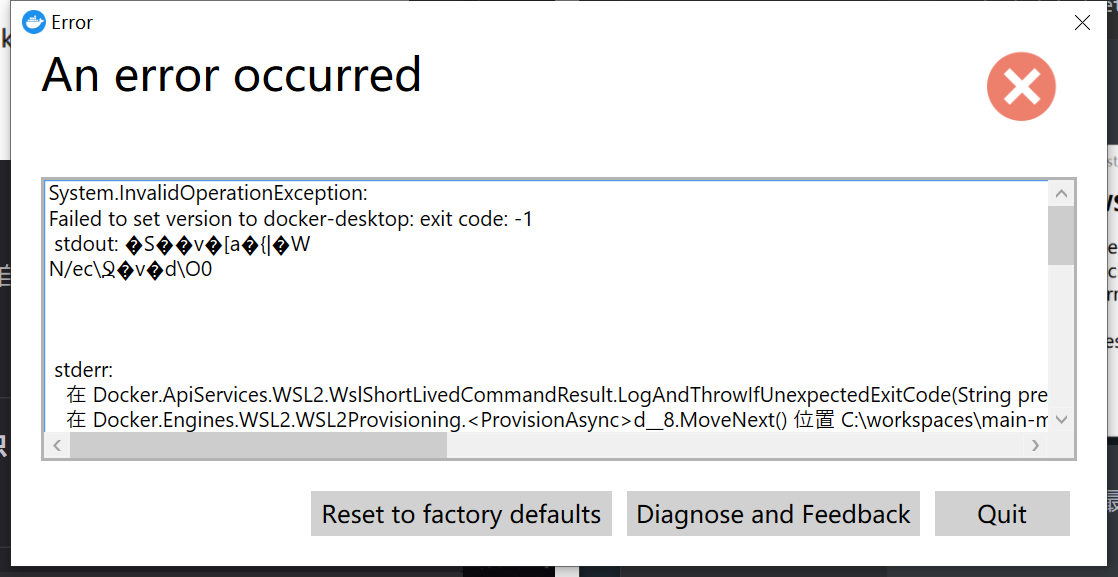 Error
An error occurred
System.InvalidOperationException:
Failed to set version to docker-desktop: exit code: -1
stdout: �S��v�[a�{|�W
N/ec\�v�d\O0
stderr:
在 Docker.ApiServices.WSL2.WslShortLivedCommandResult.LogAndThrowIfUnexpectedExitCode(String pre
在 Docker.Engines.WSL2.WSL2Provisioning.<ProvisionAsync>d__8.MoveNext() 位置 C:\workspaces\main-m
Reset to factory defaults
Diagnose and Feedback
Quit